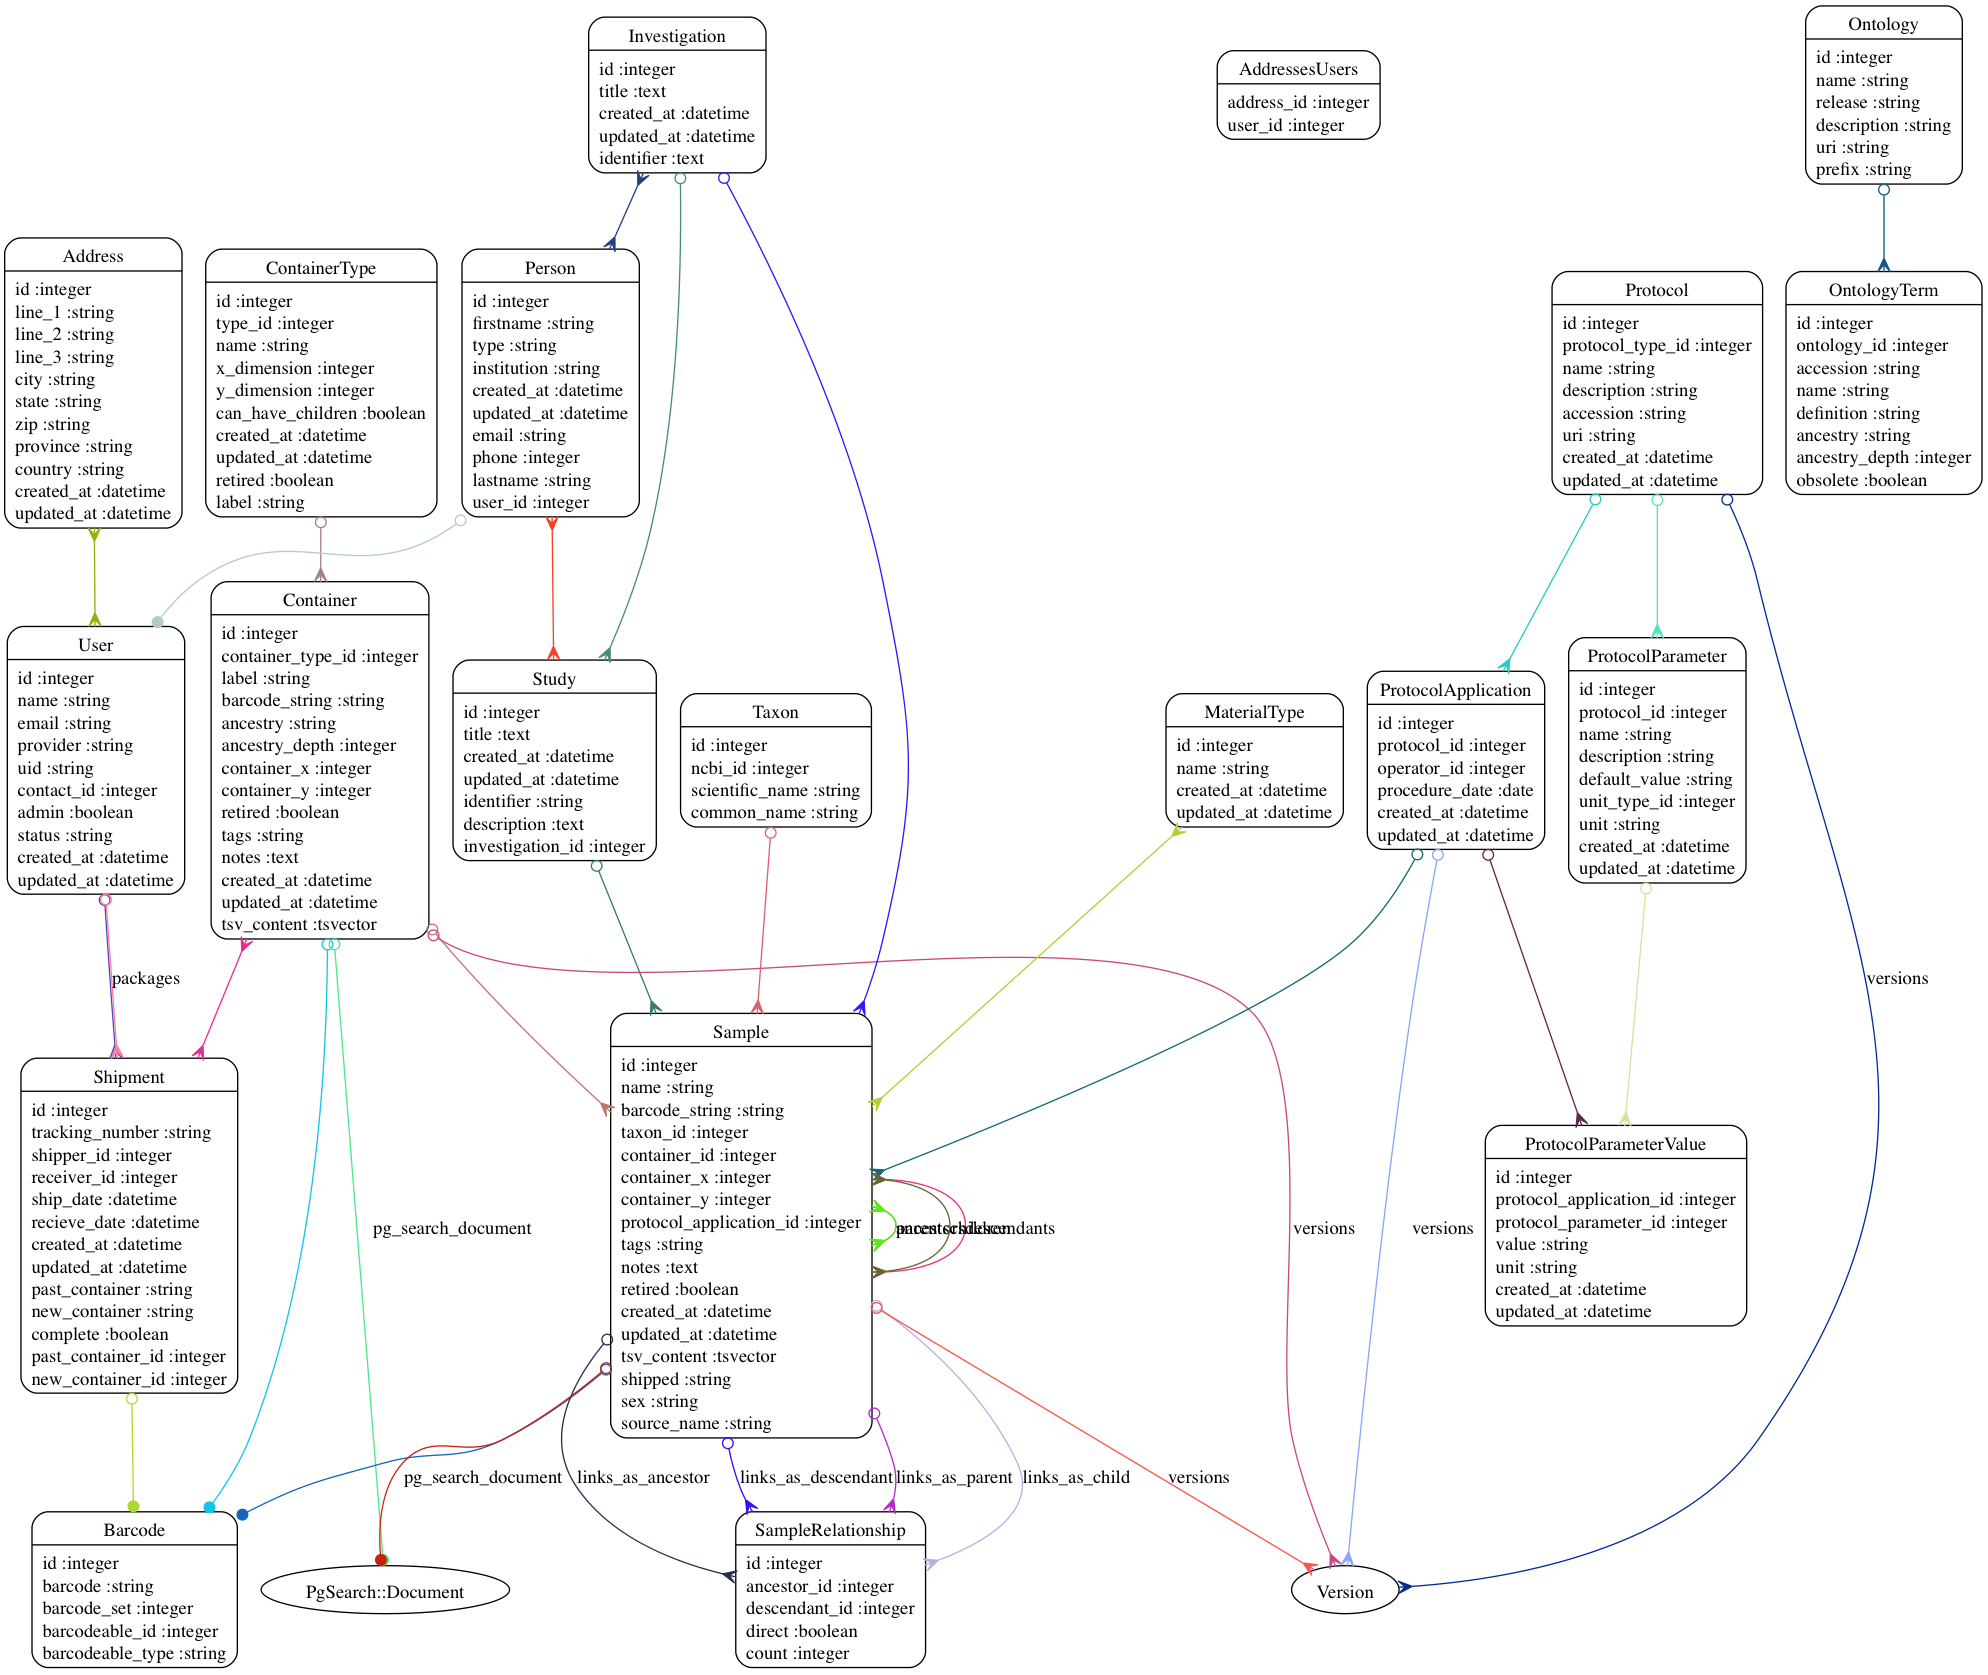 Investigation
id :integer
title :text
created_at :datetime
updated_at :datetime
identifier :text
AddressesUsers
address_id :integer
user_id :integer
Ontology
id :integer
name :string
release :string
description :string
uri :string
prefix :string
Address
id :integer
line_1 :string
line_2 :string
line_3 :string
city :string
state :string
zip :string
province :string
country :string
created_at :datetime
updated_at :datetime
ContainerType
id :integer
type_id :integer
name :string
x_dimension :integer
y_dimension :integer
can_have_children :boolean
created_at :datetime
updated_at :datetime
retired :boolean
label :string
Person
id :integer
firstname :string
type :string
institution :string
created_at :datetime
updated_at :datetime
email :string
phone :integer
lastname :string
user_id :integer
Protocol
id :integer
protocol_type_id :integer
name :string
description :string
accession :string
uri :string
created_at :datetime
updated_at :datetime
OntologyTerm
id :integer
ontology_id :integer
accession :string
name :string
definition :string
ancestry :string
ancestry_depth :integer
obsolete :boolean
User
id :integer
name :string
email :string
provider :string
uid :string
contact_id :integer
admin :boolean
status :string
created_at :datetime
updated_at :datetime
Container
id :integer
container_type_id :integer
label :string
barcode_string :string
ancestry :string
ancestry_depth :integer
container_x :integer
container_y :integer
retired :boolean
tags :string
notes :text
created_at :datetime
updated_at :datetime
tsv_content :tsvector
Study
id :integer
title :text
created_at :datetime
updated_at :datetime
identifier :string
description :text
investigation_id :integer
Taxon
id :integer
ncbi_id :integer
scientific_name :string
common_name :string
MaterialType
id :integer
name :string
created_at :datetime
updated_at :datetime
ProtocolApplication
id :integer
protocol_id :integer
operator_id :integer
procedure_date :date
created_at :datetime
updated_at :datetime
ProtocolParameter
id :integer
protocol_id :integer
name :string
description :string
default_value :string
unit_type_id :integer
unit :string
created_at :datetime
updated_at :datetime
packages
versions
Shipment
id :integer
tracking_number :string
shipper_id :integer
receiver_id :integer
ship_date :datetime
recieve_date :datetime
created_at :datetime
updated_at :datetime
past_container :string
new_container :string
complete :boolean
past_container_id :integer
new_container_id :integer
pg_search_document
Sample
id :integer
name :string
barcode_string :string
taxon_id :integer
container_id :integer
container_x :integer
container_y :integer
protocol_application_id :integer
tags :string
notes :text
retired :boolean
created_at :datetime
updated_at :datetime
tsv_content :tsvector
shipped :string
sex :string
source_name :string
versions
versions
ProtocolParameterValue
id :integer
protocol_application_id :integer
protocol_parameter_id :integer
value :string
unit :string
created_at :datetime
updated_at :datetime
pg_search_document
links_as_ancestor
links_as_descendant
links_as_parent
links_as_child
versions
Barcode
id :integer
barcode :string
barcode_set :integer
barcodeable_id :integer
barcodeable_type :string
PgSearch::Document
SampleRelationship
id :integer
ancestor_id :integer
descendant_id :integer
direct :boolean
count :integer
Version